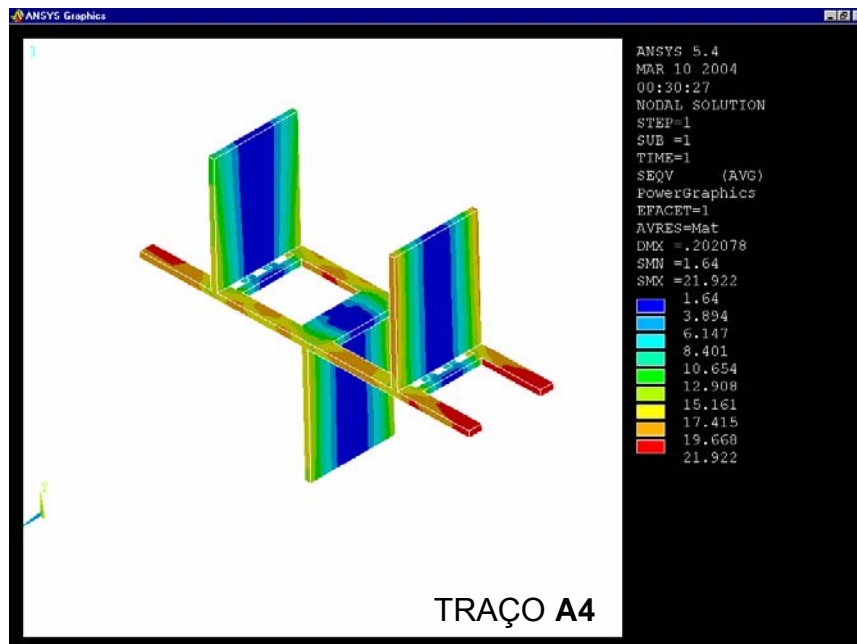 ANSYS Graphics
1
ANSYS 5.4
MAR 10 2004
00:30:27
NODAL SOLUTION
STEP=1
SUB =1
TIME=1
SEQV (AVG)
PowerGraphics
EFACET=1
AVRES=Mat
DMX =.202078
SMN =1.64
SMX =21.922
1.64
3.894
6.147
8.401
10.654
12.908
15.161
17.415
19.668
21.922
TRAÇO A4